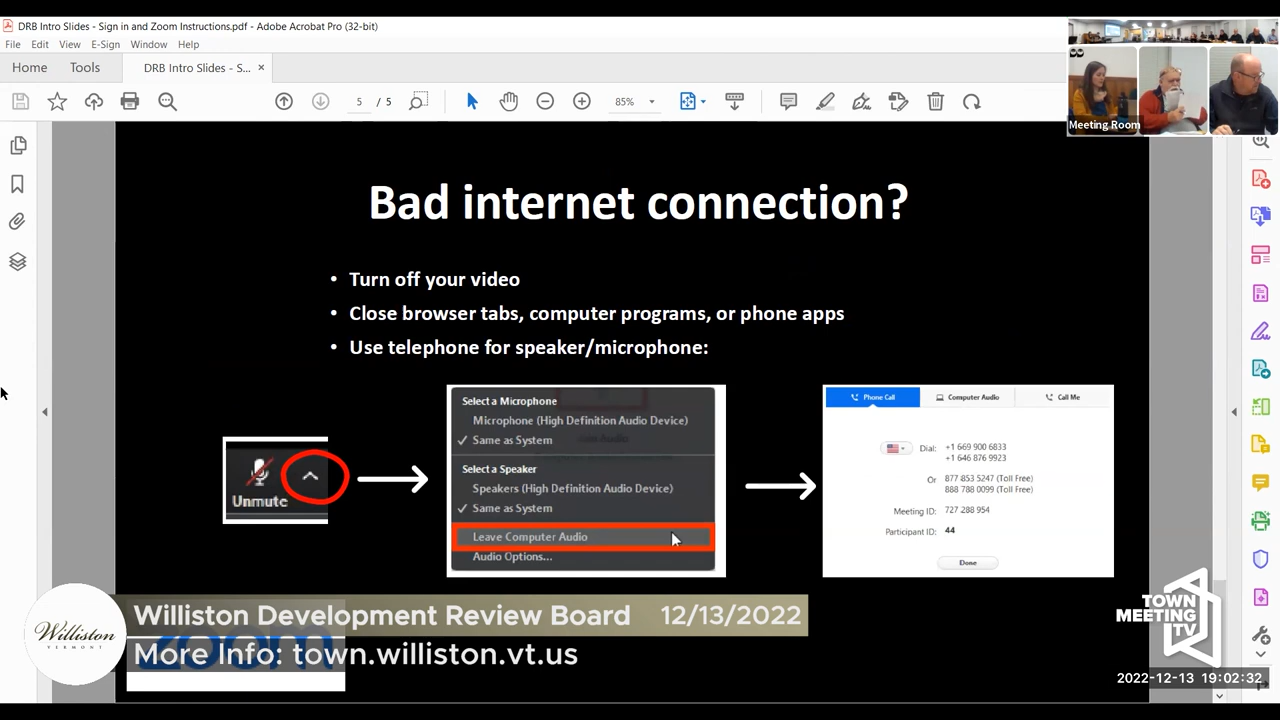 DRB Intro Slides - Sign in and Zoom Instructions.pdf - Adobe Acrobat Pro (32-bit)
File Edit View E-Sign Window Help
Home Tools DRB Intro Slides - S... ×
5 / 5 85%
Meeting Room
Bad internet connection?
• Turn off your video
• Close browser tabs, computer programs, or phone apps
• Use telephone for speaker/microphone:
Unmute
Select a Microphone
Microphone (High Definition Audio Device)
✓ Same as System
Select a Speaker
Speakers (High Definition Audio Device)
✓ Same as System
Leave Computer Audio
Audio Options...
Phone Call Computer Audio Call Me
Dial: +1 669 900 6833
+1 646 876 9923
Or 877 853 5247 (Toll Free)
888 788 0099 (Toll Free)
Meeting ID: 727 288 954
Participant ID: 44
Done
Williston
VERMONT
Williston Development Review Board 12/13/2022
zoom
More Info: town.williston.vt.us
TOWN
MEETING
TV
2022-12-13 19:02:32